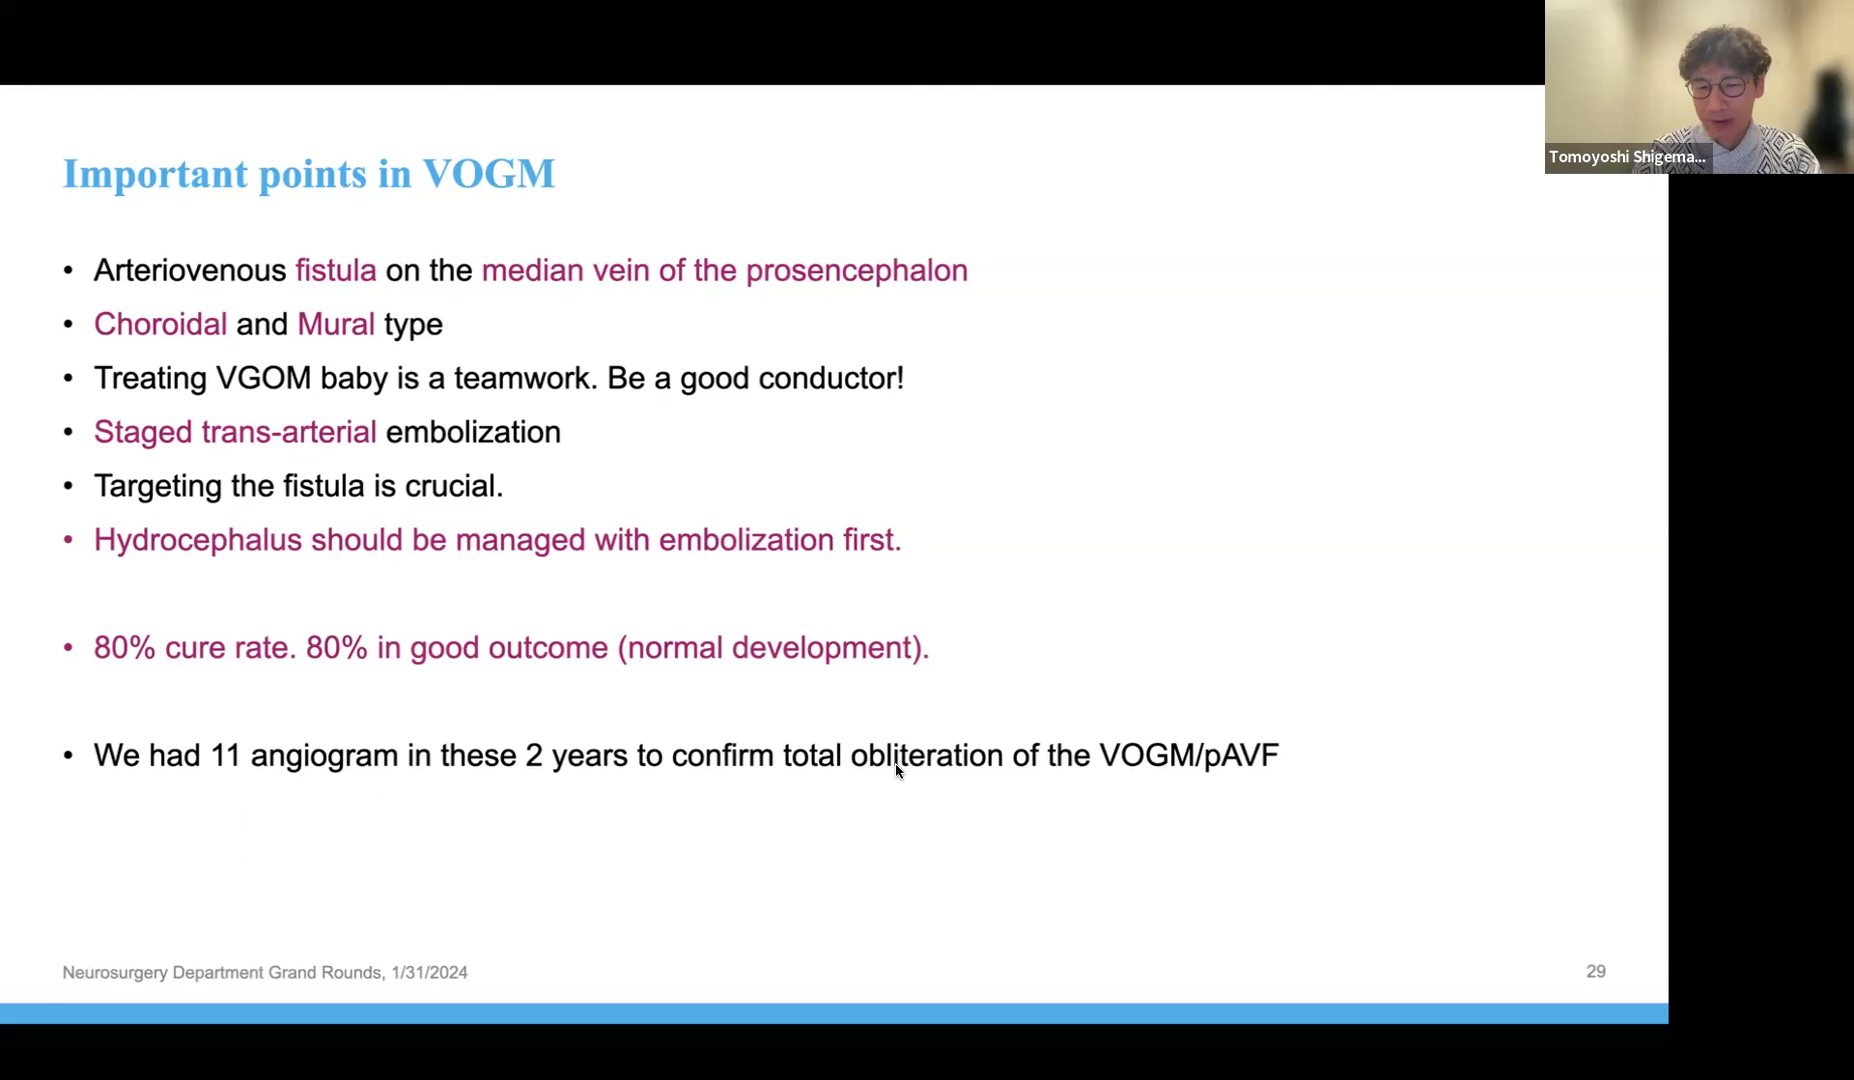 Tomoyoshi Shigema...
Important points in VOGM
• Arteriovenous fistula on the median vein of the prosencephalon
• Choroidal and Mural type
• Treating VGOM baby is a teamwork. Be a good conductor!
• Staged trans-arterial embolization
• Targeting the fistula is crucial.
• Hydrocephalus should be managed with embolization first.
• 80% cure rate. 80% in good outcome (normal development).
• We had 11 angiogram in these 2 years to confirm total obliteration of the VOGM/pAVF
Neurosurgery Department Grand Rounds, 1/31/2024
29